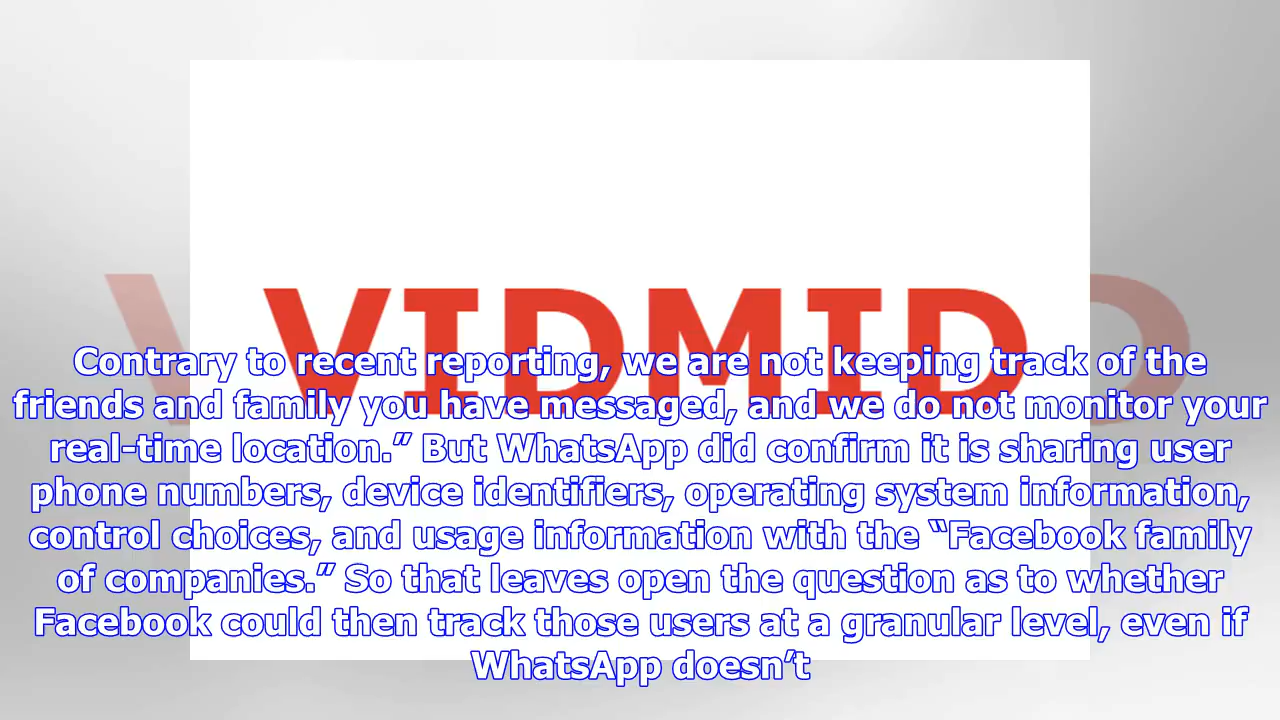 VIDMID
Contrary to recent reporting, we are not keeping track of the
friends and family you have messaged, and we do not monitor your
real-time location.” But WhatsApp did confirm it is sharing user
phone numbers, device identifiers, operating system information,
control choices, and usage information with the “Facebook family
of companies.” So that leaves open the question as to whether
Facebook could then track those users at a granular level, even if
WhatsApp doesn’t